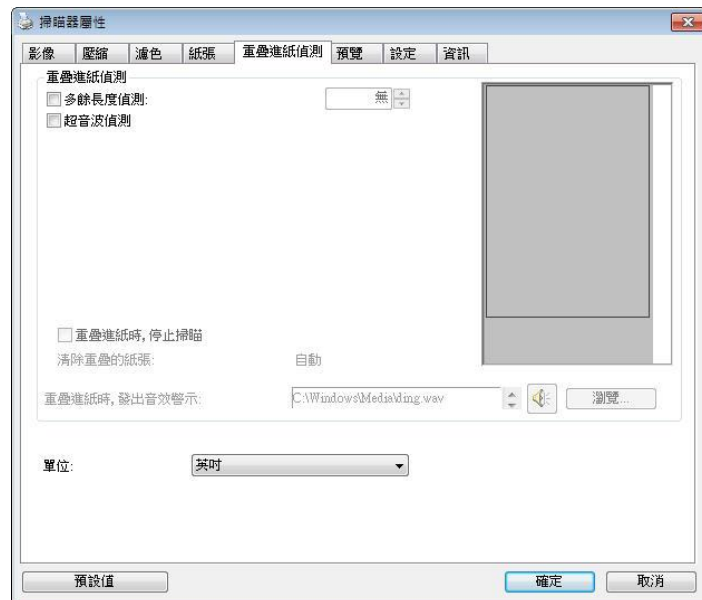 掃瞄器屬性
影像 壓縮 濾色 紙張 重疊進紙偵測 預覽 設定 資訊
重疊進紙偵測
多餘長度偵測: 無
超音波偵測
重疊進紙時, 停止掃瞄
清除重疊的紙張: 自動
重疊進紙時, 發出音效警示: C:\Windows\Media\ding.wav 瀏覽...
單位: 英吋
預設值 確定 取消